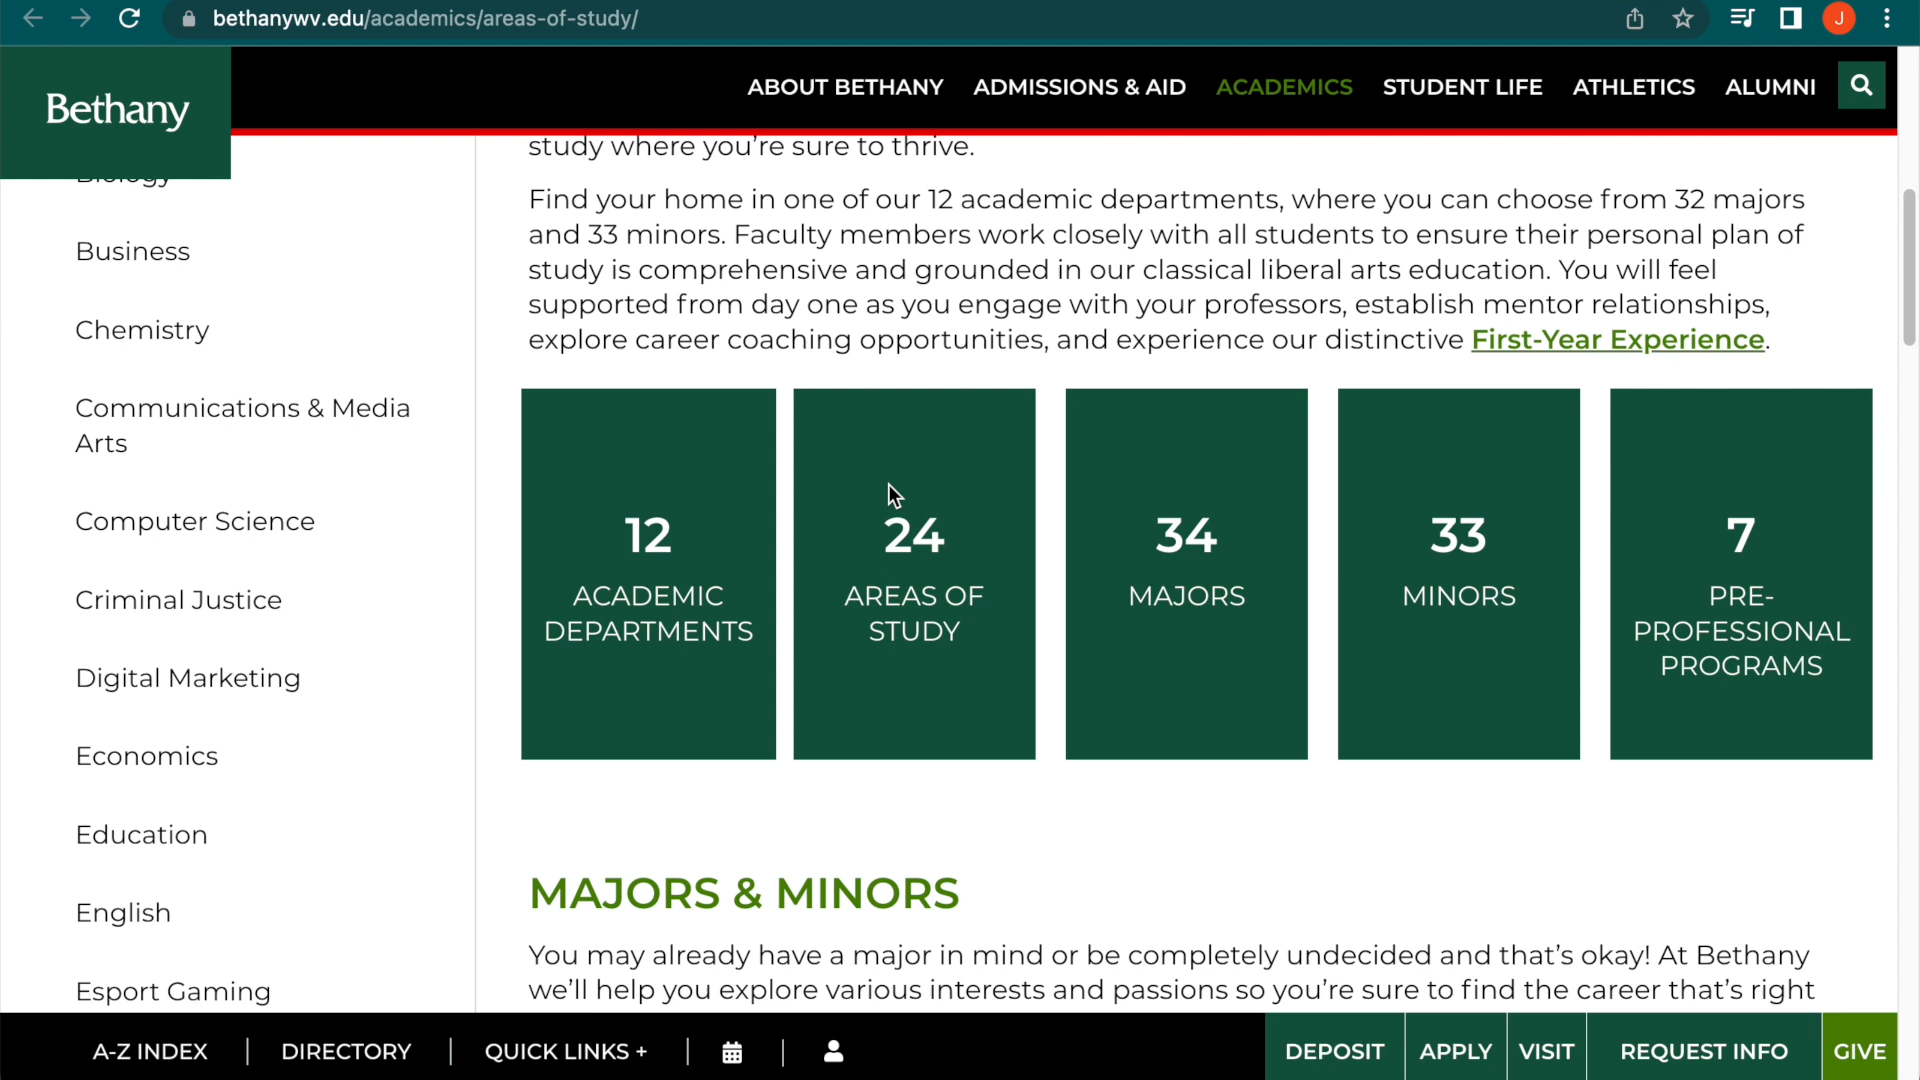 bethanywv.edu/academics/areas-of-study/
J
Bethany
ABOUT BETHANY
ADMISSIONS & AID
ACADEMICS
STUDENT LIFE
ATHLETICS
ALUMNI
Biology
Business
Chemistry
Communications & Media
Arts
Computer Science
Criminal Justice
Digital Marketing
Economics
Education
English
Esport Gaming
study where you’re sure to thrive.
Find your home in one of our 12 academic departments, where you can choose from 32 majors
and 33 minors. Faculty members work closely with all students to ensure their personal plan of
study is comprehensive and grounded in our classical liberal arts education. You will feel
supported from day one as you engage with your professors, establish mentor relationships,
explore career coaching opportunities, and experience our distinctive First-Year Experience.
12
ACADEMIC
DEPARTMENTS
24
AREAS OF
STUDY
34
MAJORS
33
MINORS
7
PRE-
PROFESSIONAL
PROGRAMS
MAJORS & MINORS
You may already have a major in mind or be completely undecided and that’s okay! At Bethany
we’ll help you explore various interests and passions so you’re sure to find the career that’s right
A-Z INDEX
DIRECTORY
QUICK LINKS +
DEPOSIT
APPLY
VISIT
REQUEST INFO
GIVE